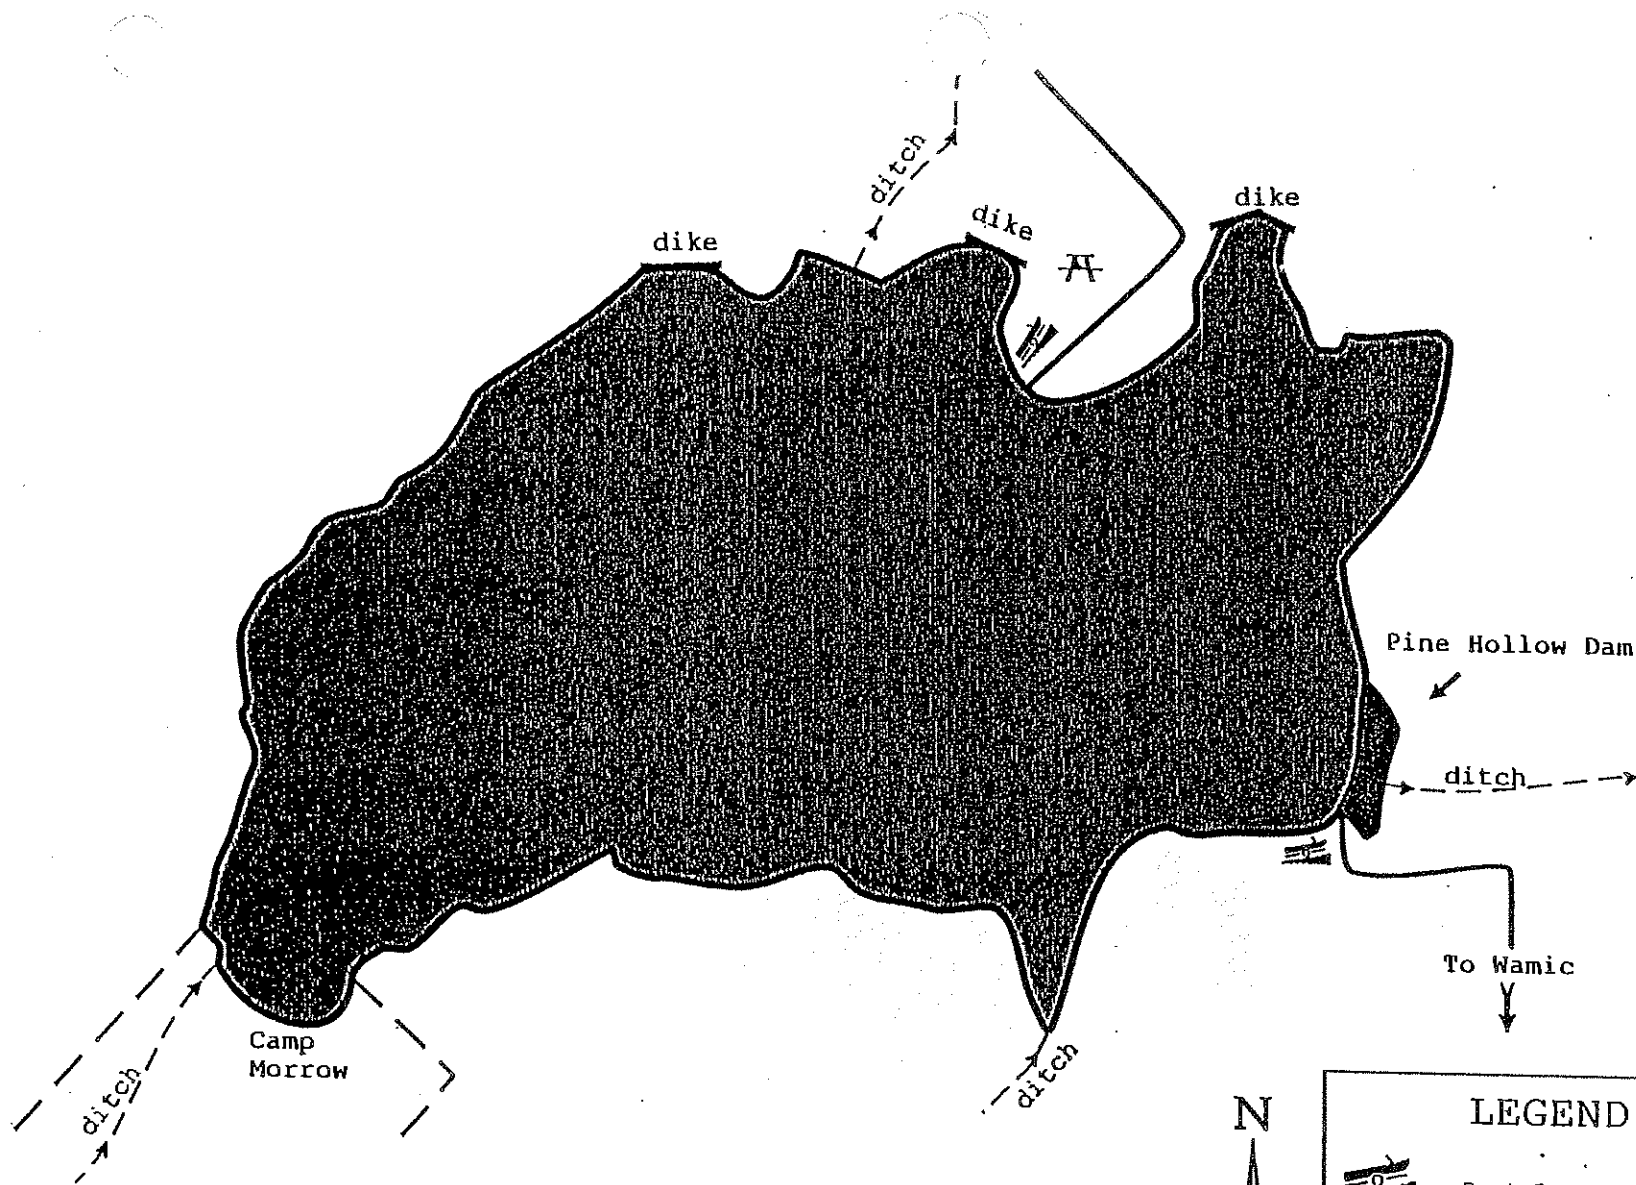 ditch
dike
dike
dike
Pine Hollow Dam
ditch
To Wamic
Camp
Morrow
ditch
ditch
N
LEGEND